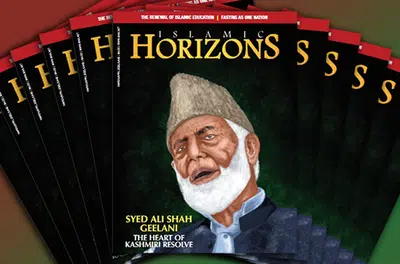 THE RENEWAL OF ISLAMIC EDUCATION | FASTING AS ONE NATION
ISLAMIC
HORIZONS
SYED ALI SHAH
GEELANI
THE HEART OF
KASHMIRI RESOLVE
S
S
S
S
S